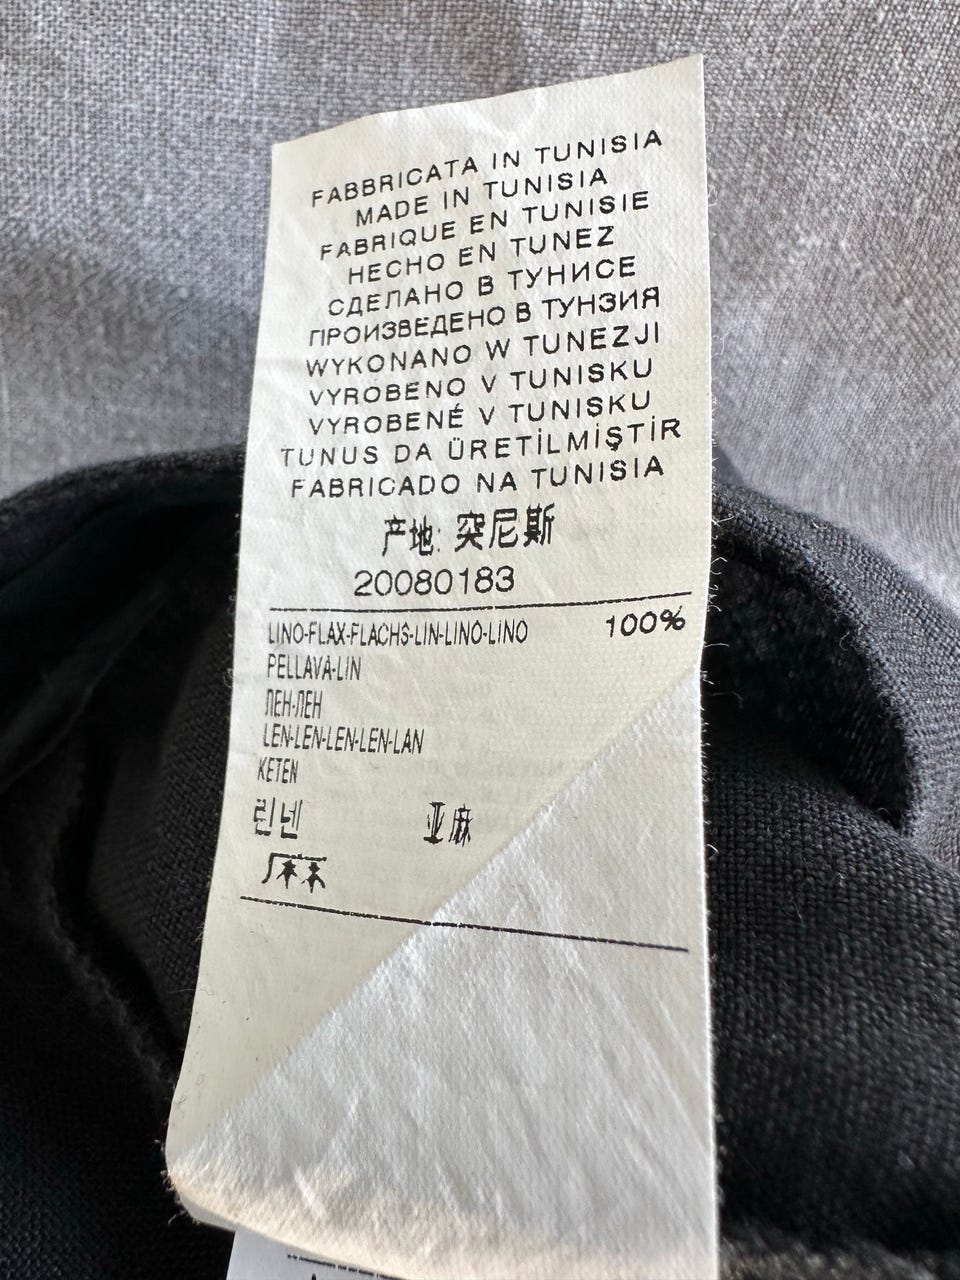 FABBRICATA IN TUNISIA
MADE IN TUNISIA
FABRIQUE EN TUNISIE
HECHO EN TUNEZ
СДЕЛАНО В ТУНИСЕ
ПРОИЗВЕДЕНО В ТУНЗИЯ
WYKONANO W TUNEZJI
VYROBENO V TUNISKU
VYROBENÉ V TUNISKU
TUNUS DA ÜRETİLMİŞTİR
FABRICADO NA TUNISIA
产地: 突尼斯
20080183
LINO-FLAX-FLACHS-LIN-LINO-LINO 100%
PELLAVA-LIN
ЛЕН-ЛЕН
LEN-LEN-LEN-LEN-LAN
KETEN
린넨 亚麻
麻